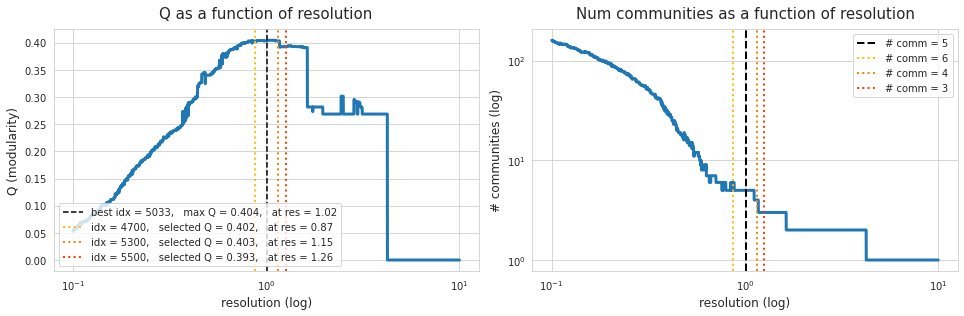 Q as a function of resolution
Q (modularity)
0.40
0.35
0.30
0.25
0.20
0.15
0.10
0.05
0.00
best idx = 5033,   max Q = 0.404,   at res = 1.02
idx = 4700,   selected Q = 0.402,   at res = 0.87
idx = 5300,   selected Q = 0.403,   at res = 1.15
idx = 5500,   selected Q = 0.393,   at res = 1.26
10⁻¹ 10⁰ 10¹
resolution (log)
Num communities as a function of resolution
# communities (log)
10²
10¹
10⁰
# comm = 5
# comm = 6
# comm = 4
# comm = 3
10⁻¹ 10⁰ 10¹
resolution (log)